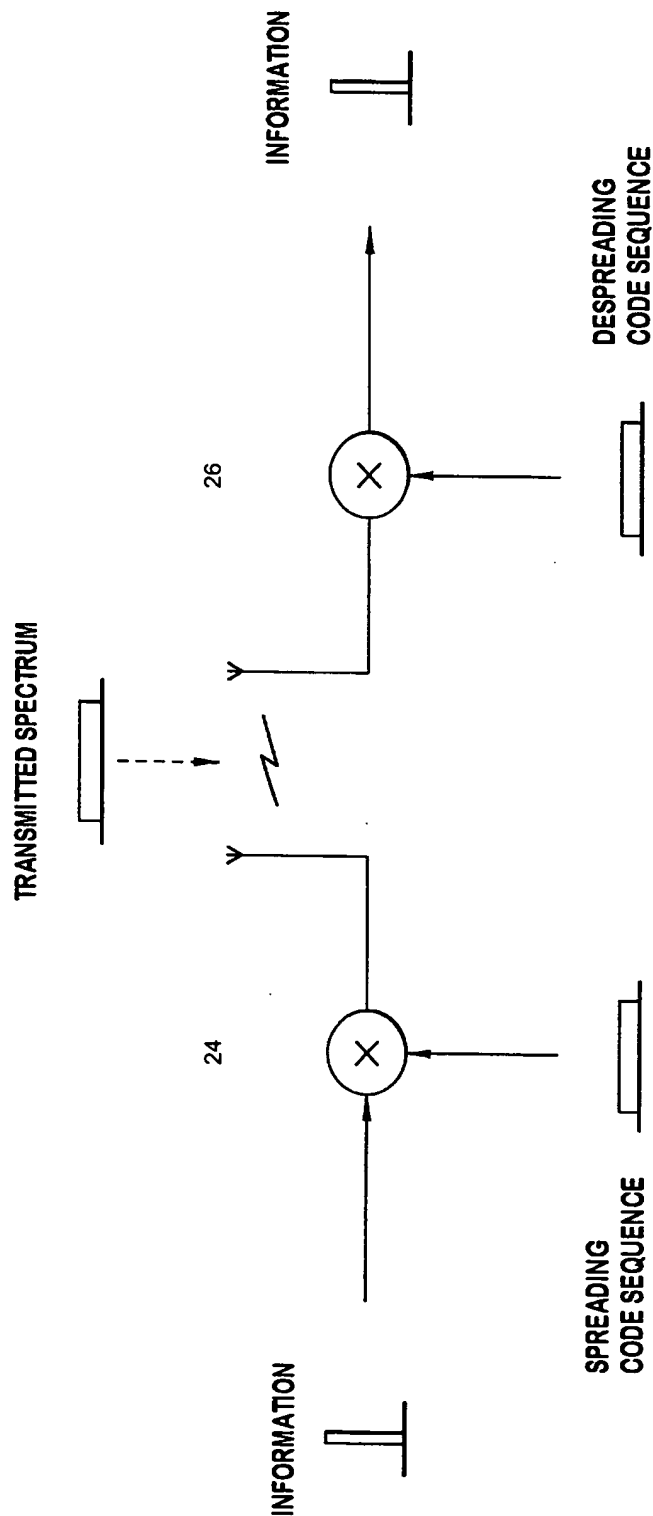 TRANSMITTED SPECTRUM
24
26
INFORMATION
INFORMATION
SPREADING
CODE SEQUENCE
DESPREADING
CODE SEQUENCE